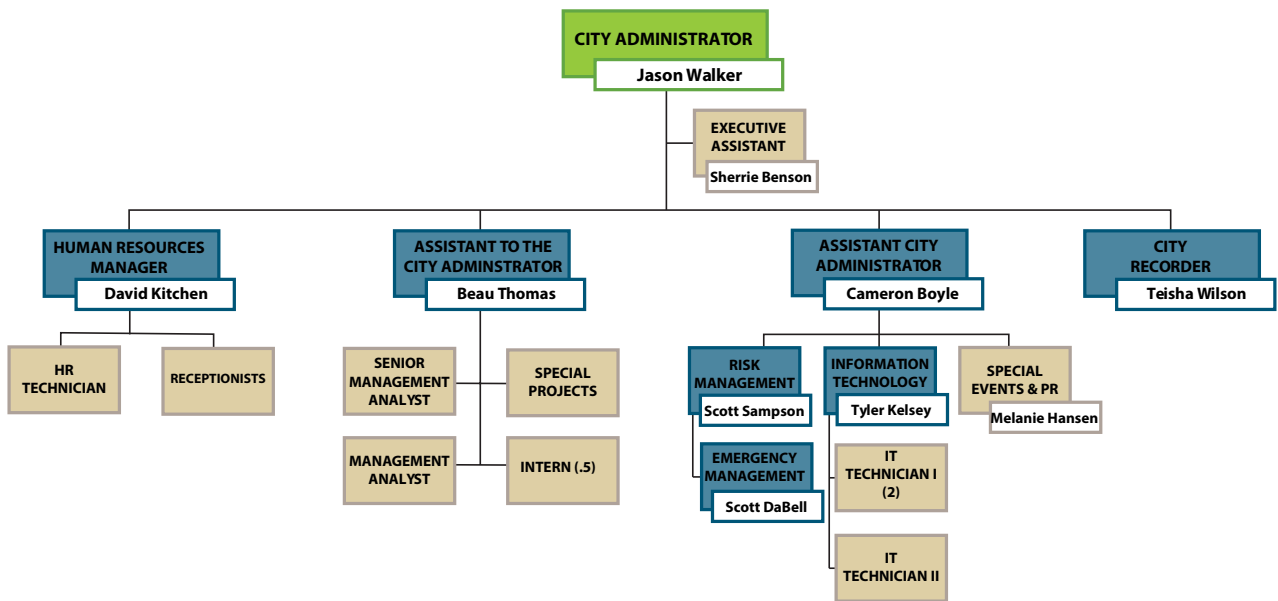 CITY ADMINISTRATOR
Jason Walker
EXECUTIVE
ASSISTANT
Sherrie Benson
HUMAN RESOURCES
MANAGER
David Kitchen
ASSISTANT TO THE
CITY ADMINSTRATOR
Beau Thomas
ASSISTANT CITY
ADMINISTRATOR
Cameron Boyle
CITY
RECORDER
Teisha Wilson
HR
TECHNICIAN
RECEPTIONISTS
SENIOR
MANAGEMENT
ANALYST
SPECIAL
PROJECTS
MANAGEMENT
ANALYST
INTERN (.5)
RISK
MANAGEMENT
Scott Sampson
INFORMATION
TECHNOLOGY
Tyler Kelsey
SPECIAL
EVENTS & PR
Melanie Hansen
EMERGENCY
MANAGEMENT
Scott DaBell
IT
TECHNICIAN I
(2)
IT
TECHNICIAN II